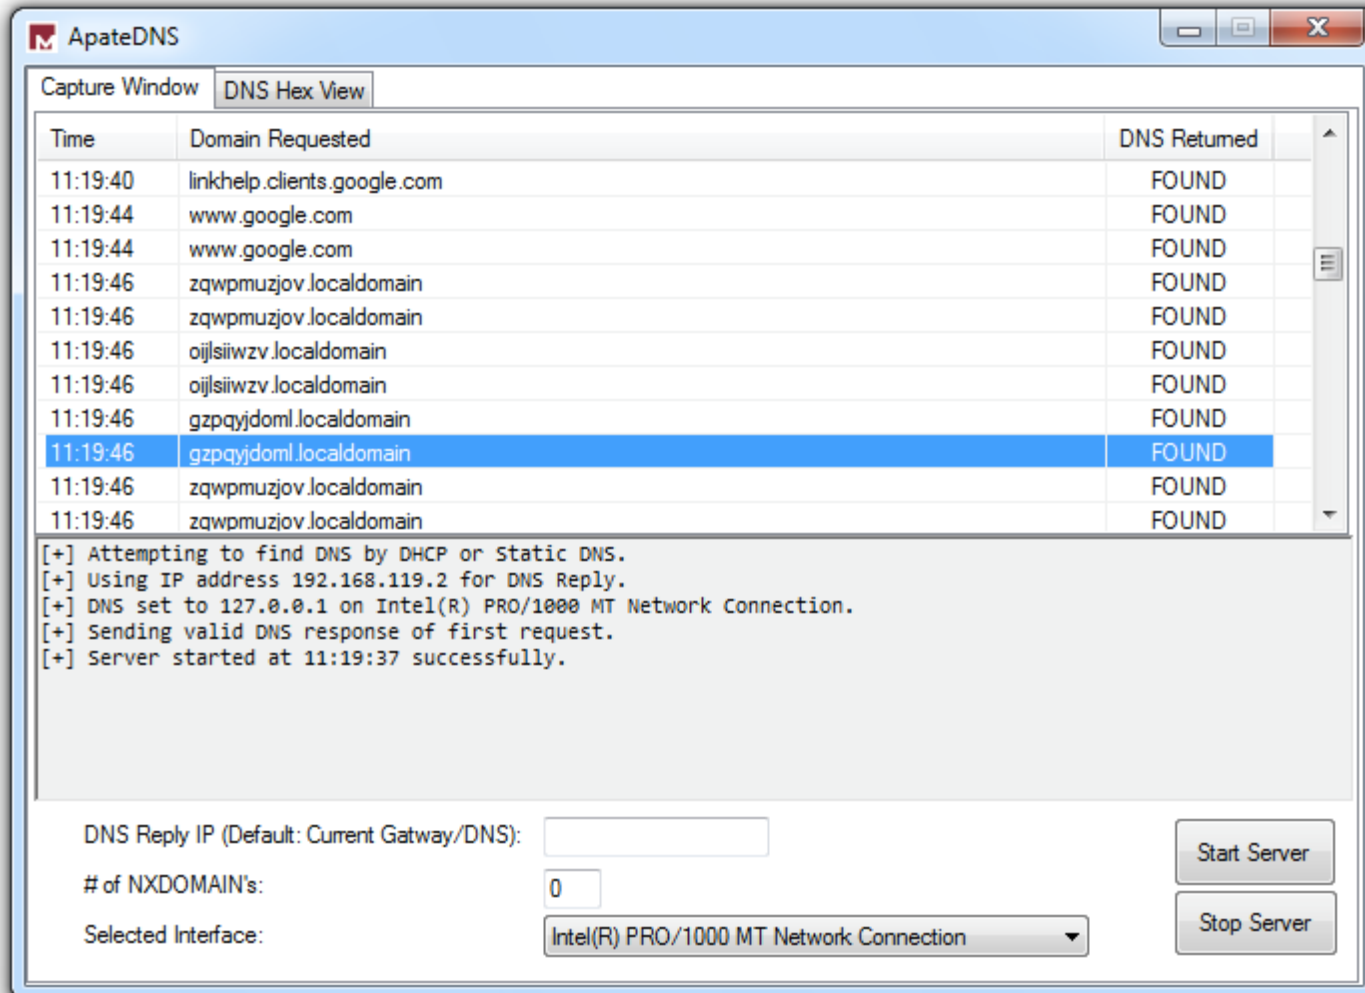 ApateDNS
Capture Window DNS Hex View
Time Domain Requested DNS Returned
11:19:40 linkhelp.clients.google.com FOUND
11:19:44 www.google.com FOUND
11:19:44 www.google.com FOUND
11:19:46 zqwpmuzjov.localdomain FOUND
11:19:46 zqwpmuzjov.localdomain FOUND
11:19:46 oijlsiiwzv.localdomain FOUND
11:19:46 oijlsiiwzv.localdomain FOUND
11:19:46 gzpqyjdoml.localdomain FOUND
11:19:46 gzpqyjdoml.localdomain FOUND
11:19:46 zqwpmuzjov.localdomain FOUND
11:19:46 zqwpmuzjov.localdomain FOUND
[+] Attempting to find DNS by DHCP or Static DNS.
[+] Using IP address 192.168.119.2 for DNS Reply.
[+] DNS set to 127.0.0.1 on Intel(R) PRO/1000 MT Network Connection.
[+] Sending valid DNS response of first request.
[+] Server started at 11:19:37 successfully.
DNS Reply IP (Default: Current Gatway/DNS):
Start Server
# of NXDOMAIN's: 0
Stop Server
Selected Interface: Intel(R) PRO/1000 MT Network Connection